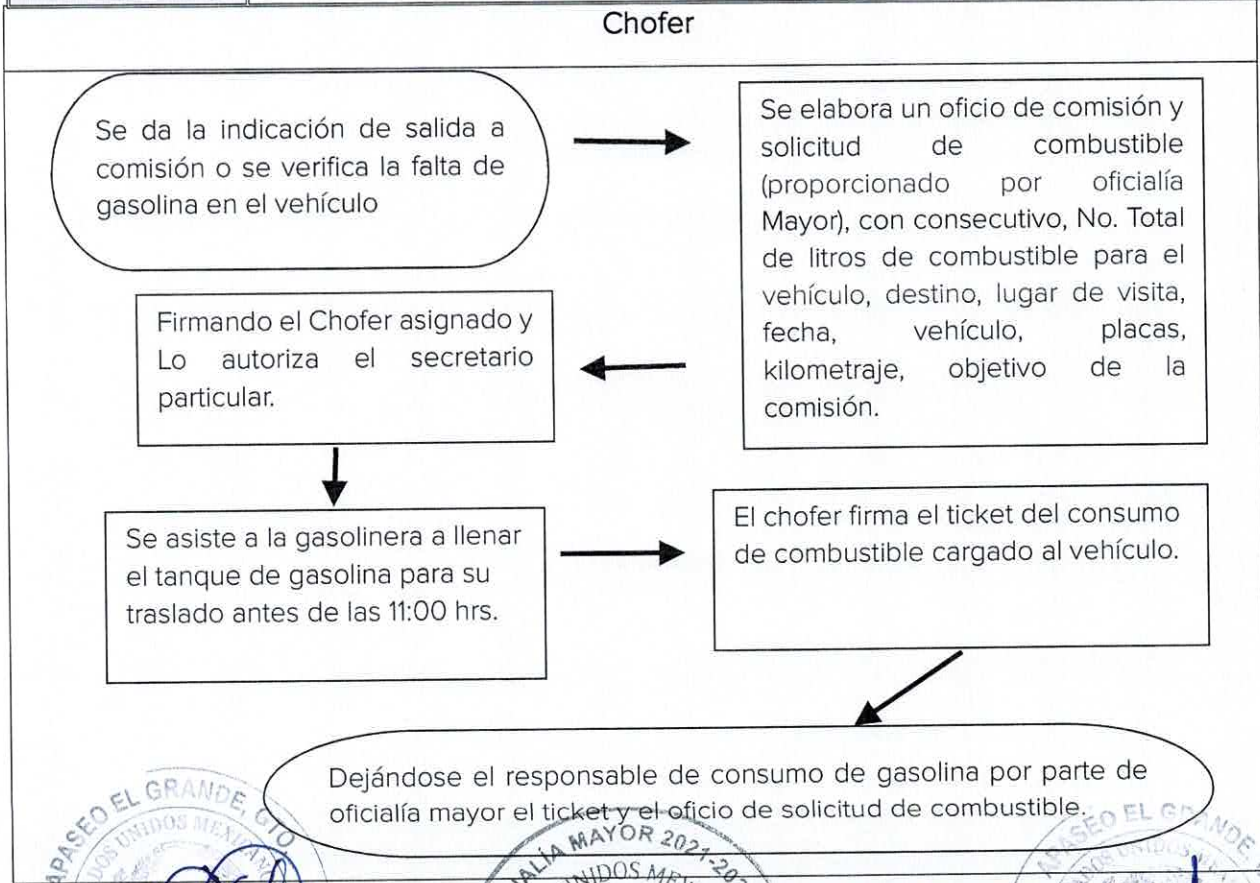 Chofer
Se da la indicación de salida a
comisión o se verifica la falta de
gasolina en el vehículo
Se elabora un oficio de comisión y
solicitud de combustible
(proporcionado por oficialía
Mayor), con consecutivo, No. Total
de litros de combustible para el
vehículo, destino, lugar de visita,
fecha, vehículo, placas,
kilometraje, objetivo de la
comisión.
Firmando el Chofer asignado y
Lo autoriza el secretario
particular.
Se asiste a la gasolinera a llenar
el tanque de gasolina para su
traslado antes de las 11:00 hrs.
El chofer firma el ticket del consumo
de combustible cargado al vehículo.
Dejándose el responsable de consumo de gasolina por parte de
oficialía mayor el ticket y el oficio de solicitud de combustible.
APASEO EL GRANDE, GTO
UNIDOS MEXICANO
MAYOR 2021-20
UNIDOS MEX
APASEO EL GRANDE,